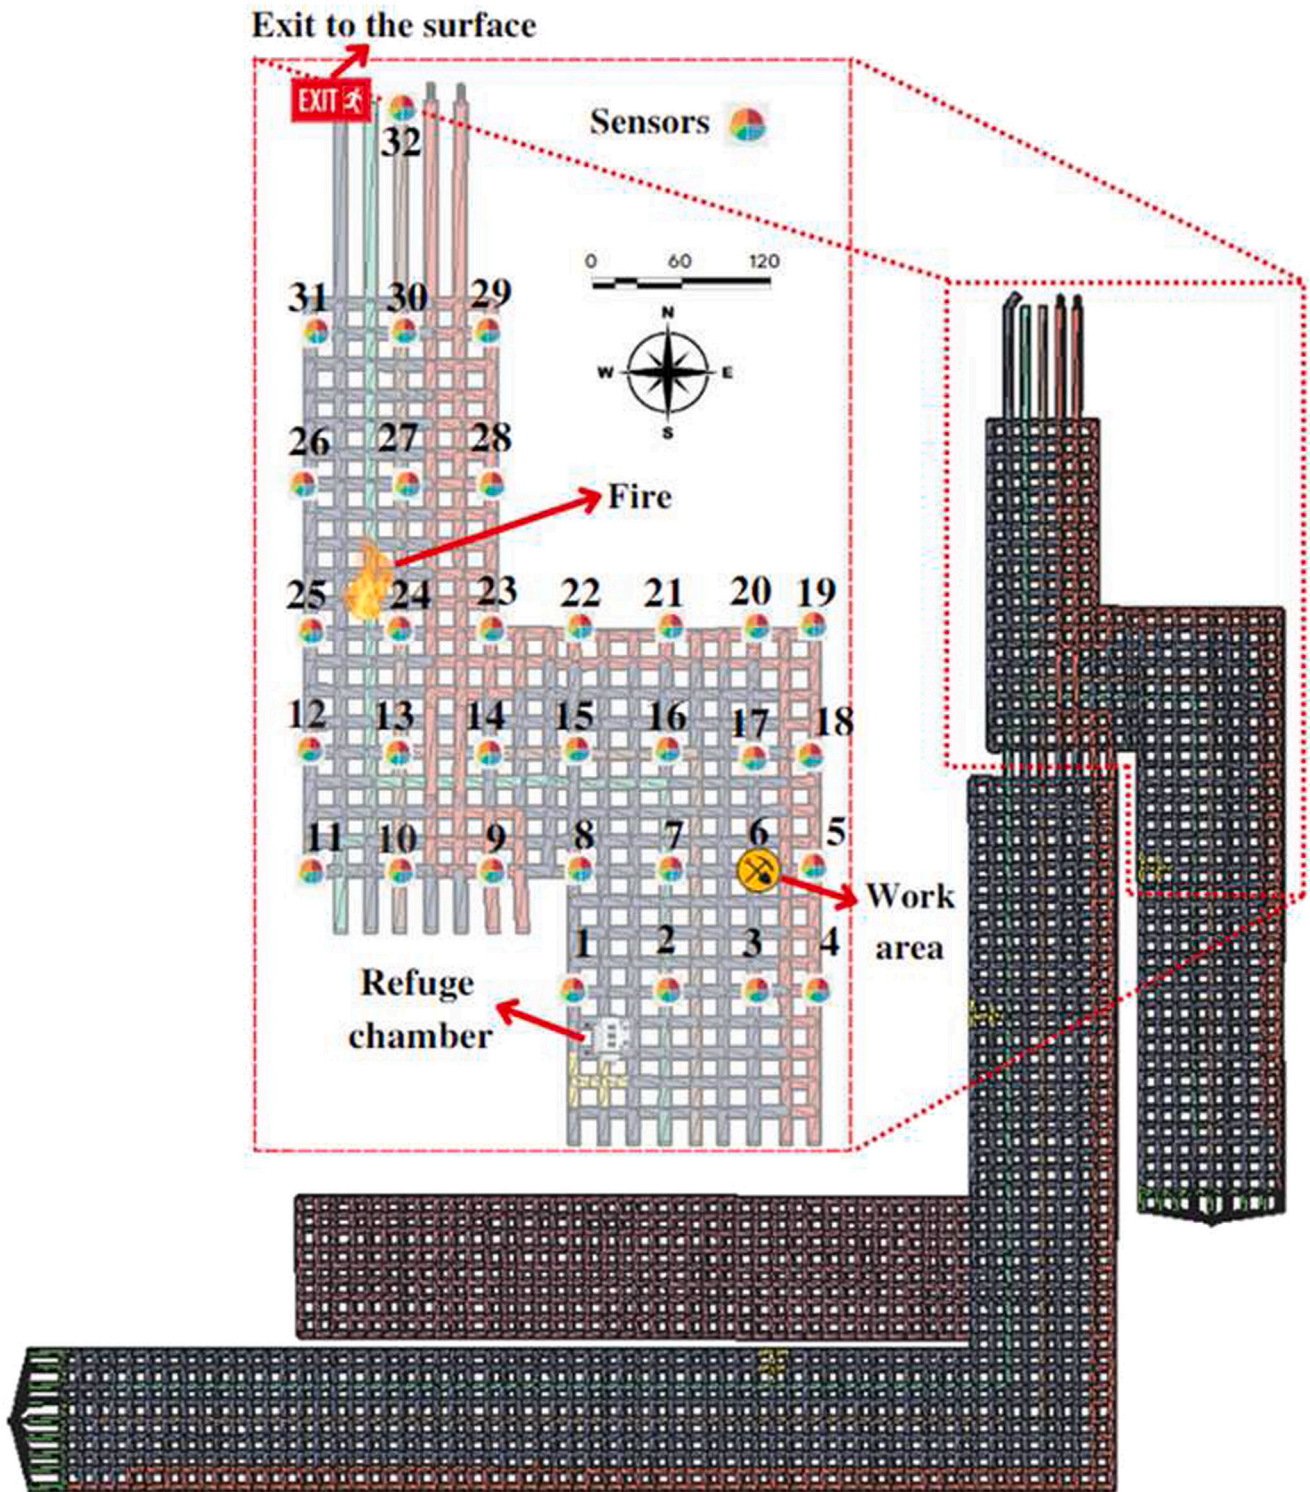 Exit to the surface
EXIT
32
Sensors
0 60 120
31 30 29
N
W E
S
26 27 28
Fire
25 24 23 22 21 20 19
12 13 14 15 16 17 18
11 10 9 8 7 6 5
Work
area
1 2 3 4
Refuge
chamber